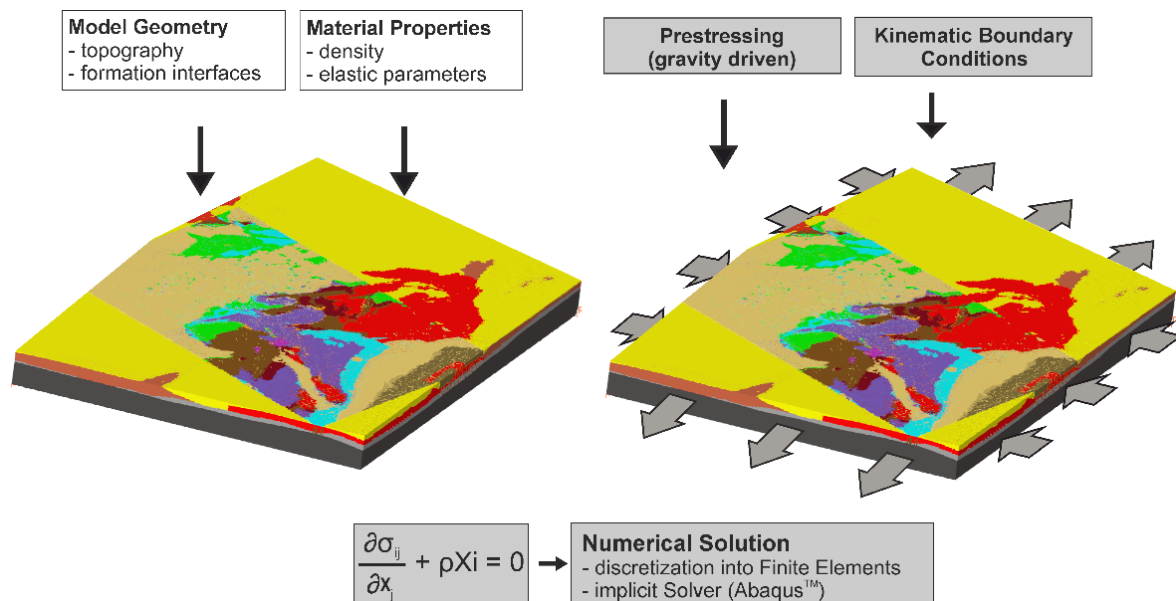 Model Geometry
- topography
- formation interfaces
Material Properties
- density
- elastic parameters
Prestressing
(gravity driven)
Kinematic Boundary
Conditions
∂σij
∂xj
+ ρXi = 0
Numerical Solution
- discretization into Finite Elements
- implicit Solver (Abaqus™)